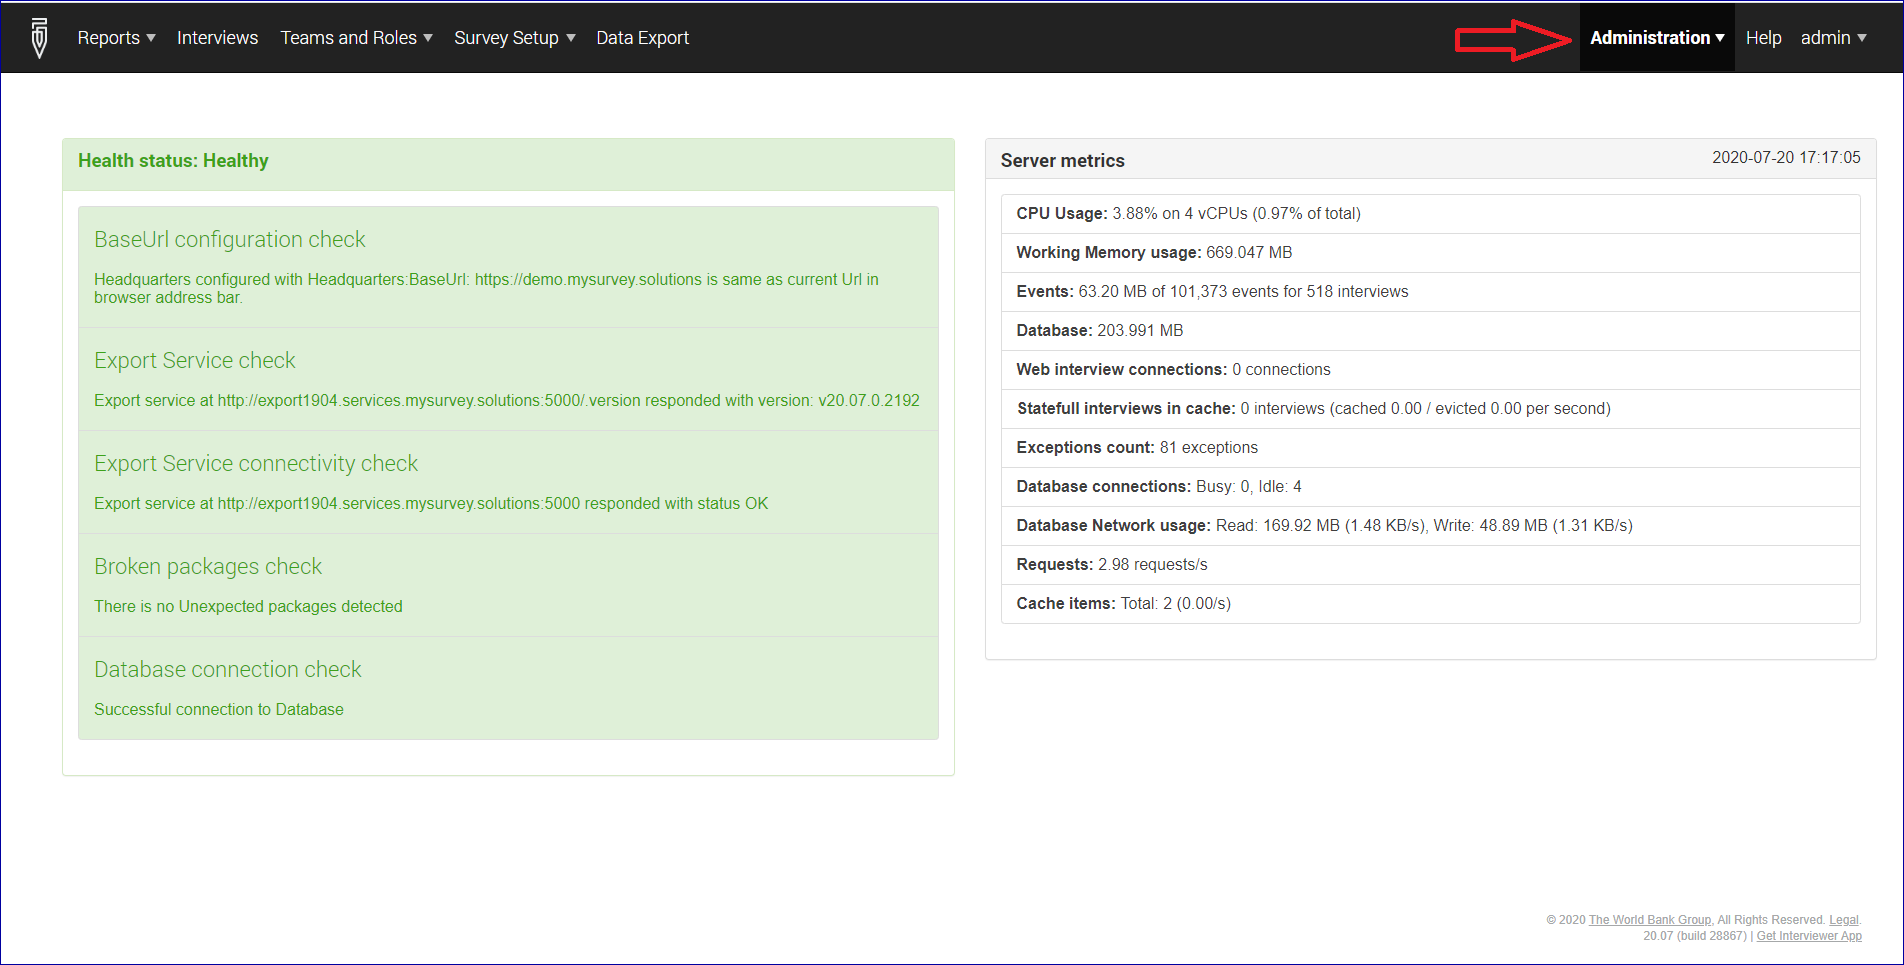 Reports Interviews Teams and Roles Survey Setup Data Export Administration Help admin
Health status: Healthy
BaseUrl configuration check
Headquarters configured with Headquarters:BaseUrl: https://demo.mysurvey.solutions is same as current Url in
browser address bar.
Export Service check
Export service at http://export1904.services.mysurvey.solutions:5000/.version responded with version: v20.07.0.2192
Export Service connectivity check
Export service at http://export1904.services.mysurvey.solutions:5000 responded with status OK
Broken packages check
There is no Unexpected packages detected
Database connection check
Successful connection to Database
Server metrics 2020-07-20 17:17:05
CPU Usage: 3.88% on 4 vCPUs (0.97% of total)
Working Memory usage: 669.047 MB
Events: 63.20 MB of 101,373 events for 518 interviews
Database: 203.991 MB
Web interview connections: 0 connections
Statefull interviews in cache: 0 interviews (cached 0.00 / evicted 0.00 per second)
Exceptions count: 81 exceptions
Database connections: Busy: 0, Idle: 4
Database Network usage: Read: 169.92 MB (1.48 KB/s), Write: 48.89 MB (1.31 KB/s)
Requests: 2.98 requests/s
Cache items: Total: 2 (0.00/s)
© 2020 The World Bank Group, All Rights Reserved. Legal.
20.07 (build 28867) | Get Interviewer App